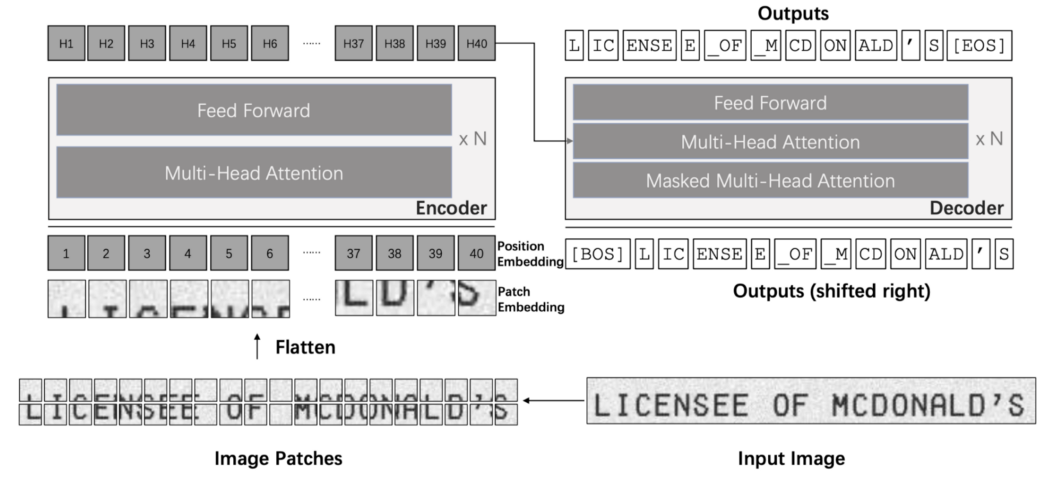 Outputs
H1 H2 H3 H4 H5 H6 ...... H37 H38 H39 H40
L IC ENSE E _OF _M CD ON ALD ' S [EOS]
Feed Forward
Multi-Head Attention
x N
Encoder
Feed Forward
Multi-Head Attention
Masked Multi-Head Attention
x N
Decoder
1 2 3 4 5 6 ...... 37 38 39 40
Position
Embedding
[BOS] L IC ENSE E _OF _M CD ON ALD ' S
L I C E N S E ...... L D ' S
Patch
Embedding
Outputs (shifted right)
Flatten
LICENSEE OF MCDONALD'S
LICENSEE OF MCDONALD'S
Image Patches
Input Image